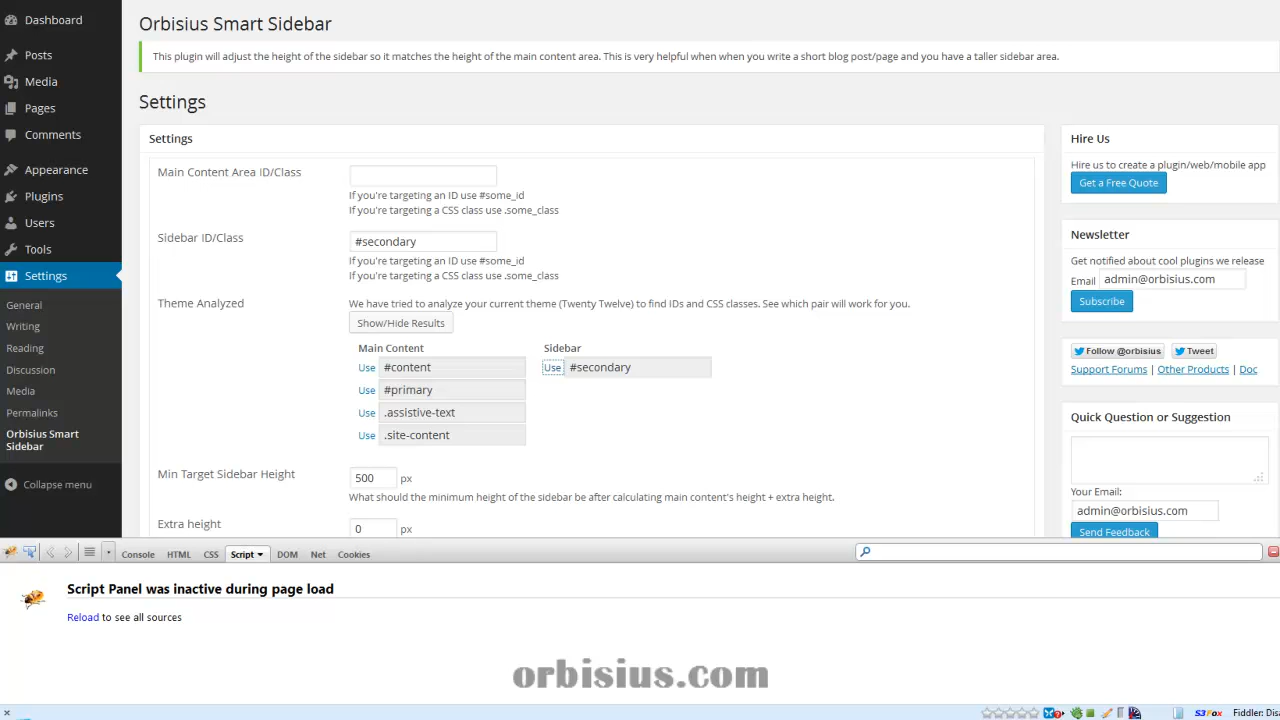 Dashboard
Posts
Media
Pages
Comments
Appearance
Plugins
Users
Tools
Settings
General
Writing
Reading
Discussion
Media
Permalinks
Orbisius Smart
Sidebar
Collapse menu
Orbisius Smart Sidebar
This plugin will adjust the height of the sidebar so it matches the height of the main content area. This is very helpful when when you write a short blog post/page and you have a taller sidebar area.
Settings
Settings
Main Content Area ID/Class
If you're targeting an ID use #some_id
If you're targeting a CSS class use .some_class
Sidebar ID/Class #secondary
If you're targeting an ID use #some_id
If you're targeting a CSS class use .some_class
Theme Analyzed We have tried to analyze your current theme (Twenty Twelve) to find IDs and CSS classes. See which pair will work for you.
Show/Hide Results
Main Content Sidebar
Use #content Use #secondary
Use #primary
Use .assistive-text
Use .site-content
Min Target Sidebar Height 500 px
What should the minimum height of the sidebar be after calculating main content's height + extra height.
Extra height 0 px
Hire Us
Hire us to create a plugin/web/mobile app
Get a Free Quote
Newsletter
Get notified about cool plugins we release
Email admin@orbisius.com
Subscribe
Follow @orbisius Tweet
Support Forums | Other Products | Doc
Quick Question or Suggestion
Your Email:
admin@orbisius.com
Send Feedback
Console HTML CSS Script DOM Net Cookies
Script Panel was inactive during page load
Reload to see all sources
orbisius.com
S3Fox Fiddler: Dis